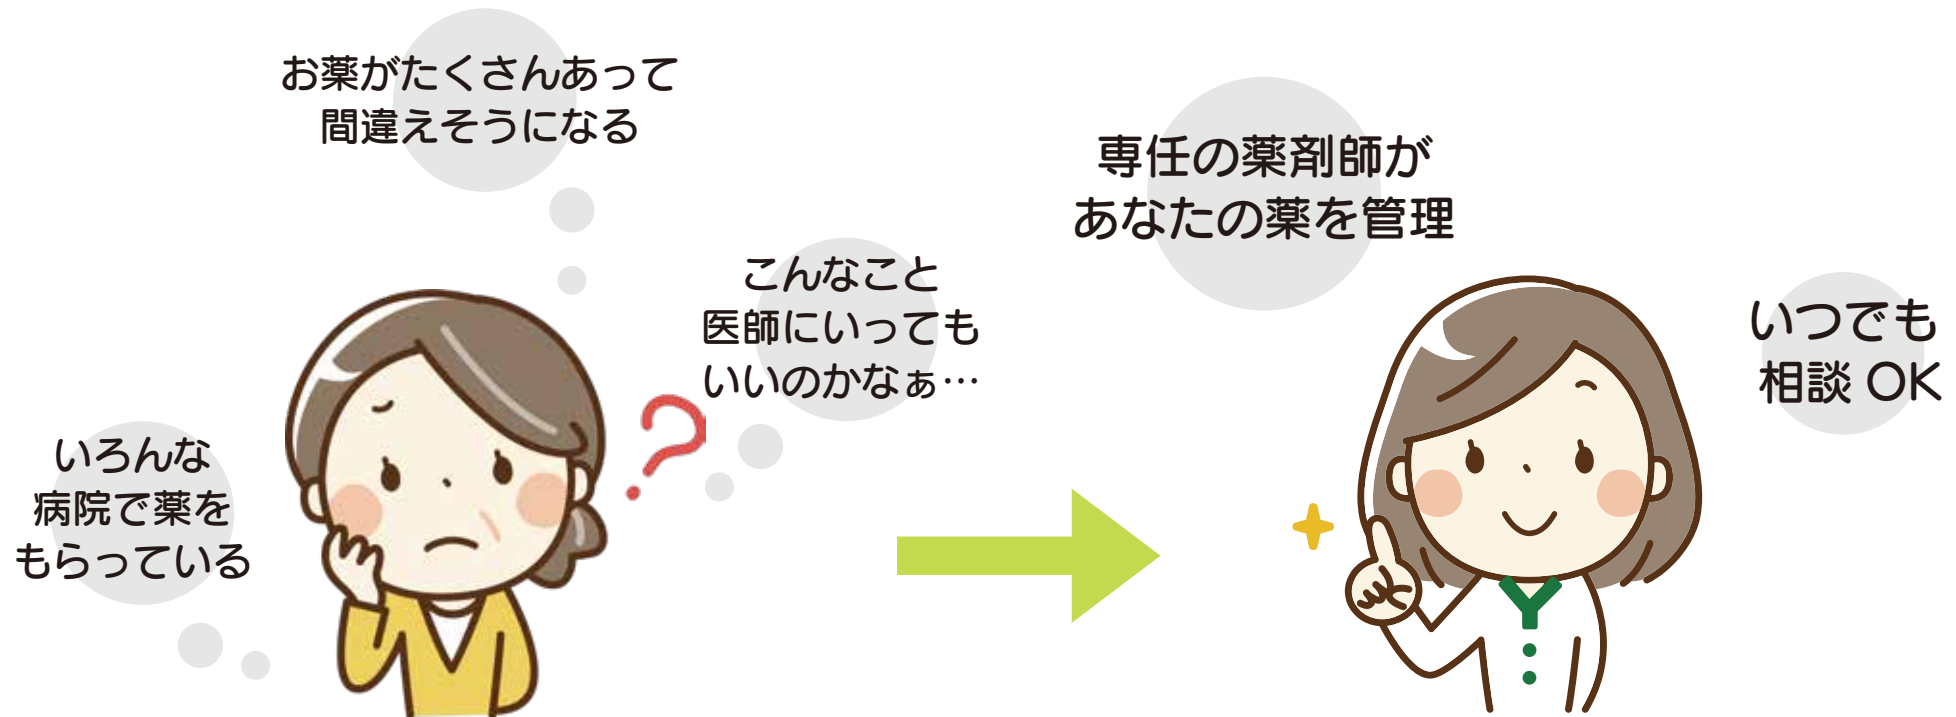 お薬がたくさんあって
間違えそうになる
こんなこと
医師にいっても
いいのかなぁ…
いろんな
病院で薬を
もらっている
専任の薬剤師が
あなたの薬を管理
いつでも
相談 OK